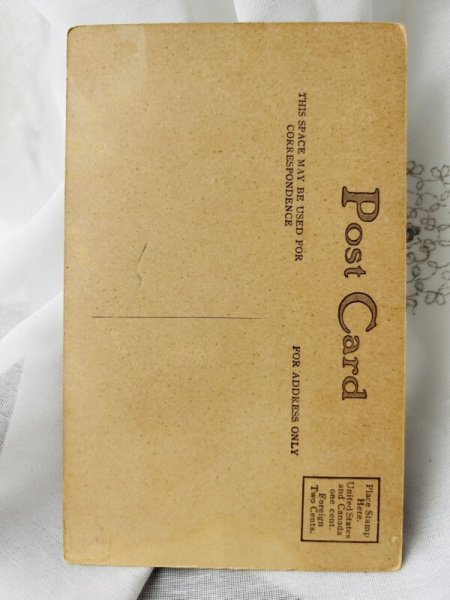 Post Card
THIS SPACE MAY BE USED FOR
CORRESPONDENCE
FOR ADDRESS ONLY
Place Stamp
Here.
United States
and Canada
one cent.
Foreign
Two Cents.